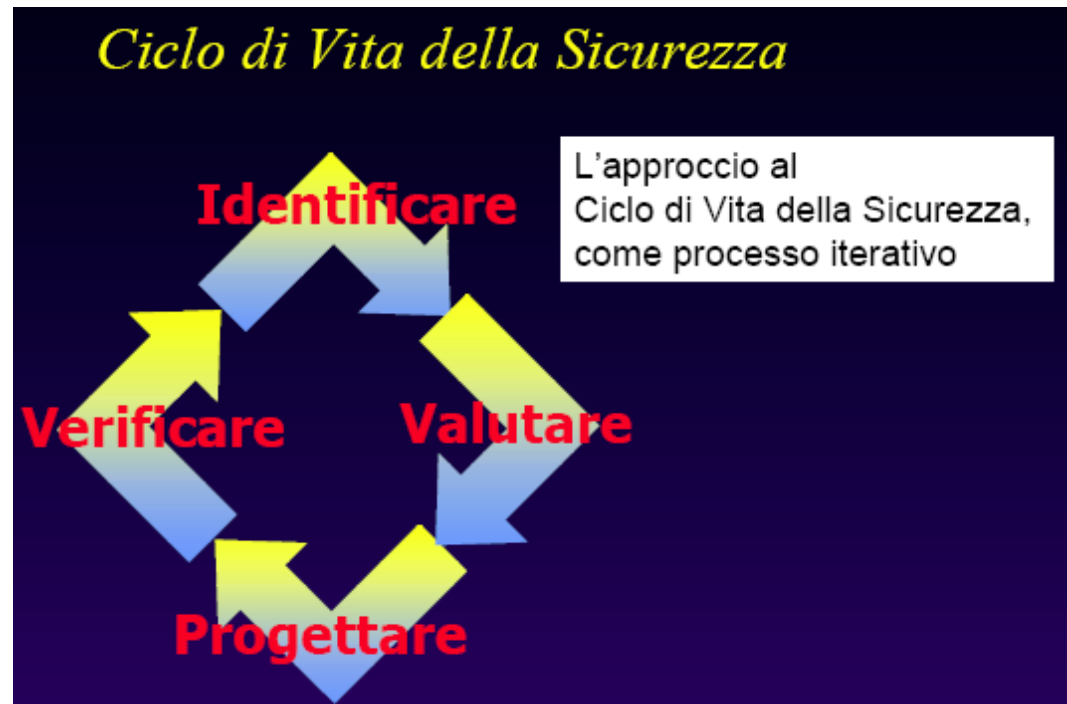 Ciclo di Vita della Sicurezza
L'approccio al
Ciclo di Vita della Sicurezza,
come processo iterativo
Identificare
Valutare
Progettare
Verificare